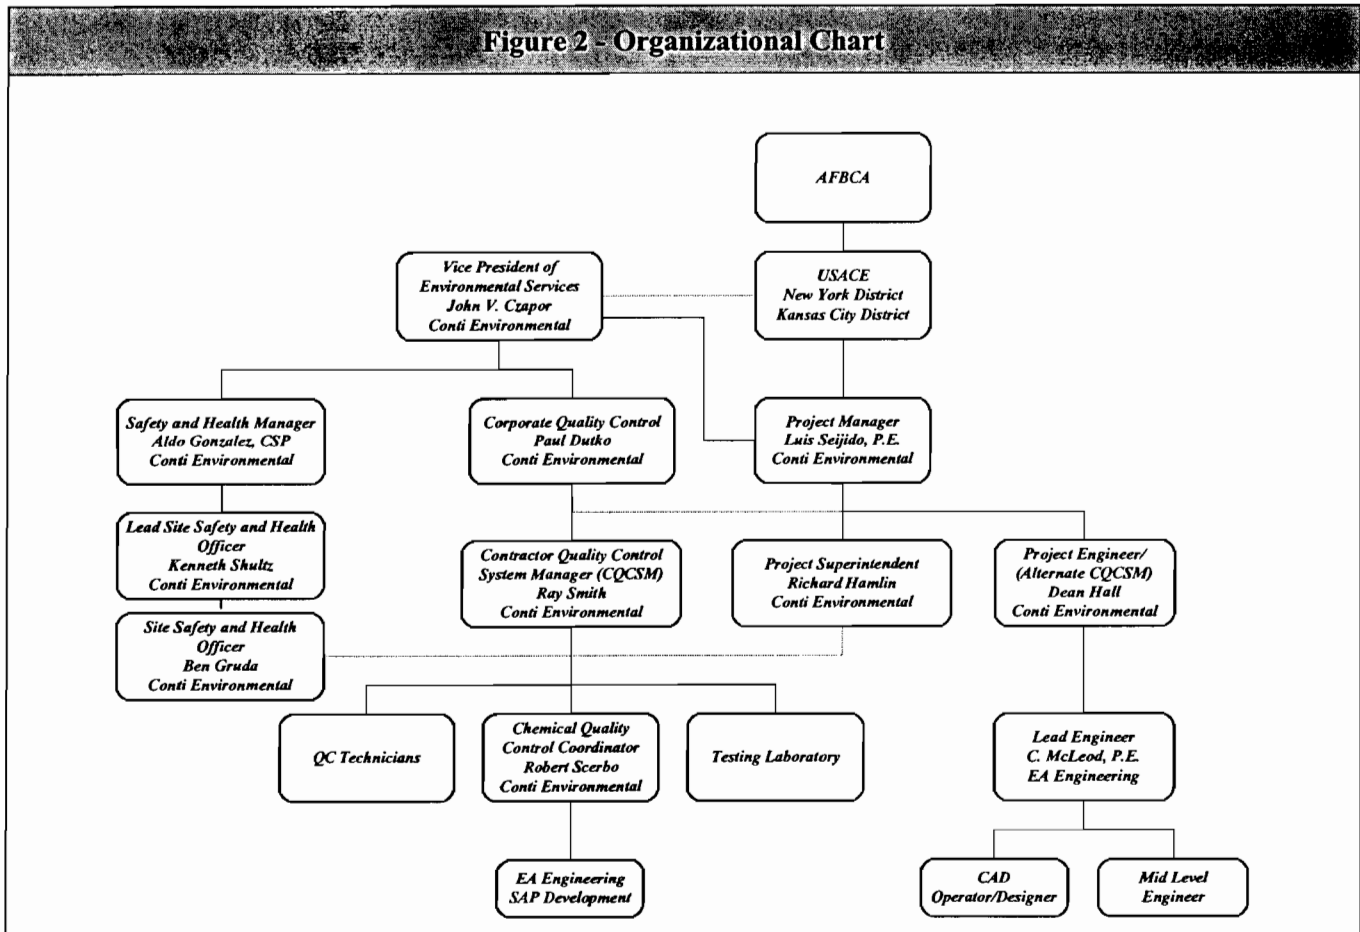 Figure 2 - Organizational Chart
AFBCA
Vice President of
Environmental Services
John V. Czapor
Conti Environmental
USACE
New York District
Kansas City District
Safety and Health Manager
Aldo Gonzalez, CSP
Conti Environmental
Corporate Quality Control
Paul Dutko
Conti Environmental
Project Manager
Luis Seijido, P.E.
Conti Environmental
Lead Site Safety and Health
Officer
Kenneth Shultz
Conti Environmental
Contractor Quality Control
System Manager (CQCSM)
Ray Smith
Conti Environmental
Project Superintendent
Richard Hamlin
Conti Environmental
Project Engineer/
(Alternate CQCSM)
Dean Hall
Conti Environmental
Site Safety and Health
Officer
Ben Gruda
Conti Environmental
QC Technicians
Chemical Quality
Control Coordinator
Robert Scerbo
Conti Environmental
Testing Laboratory
Lead Engineer
C. McLeod, P.E.
EA Engineering
EA Engineering
SAP Development
CAD
Operator/Designer
Mid Level
Engineer